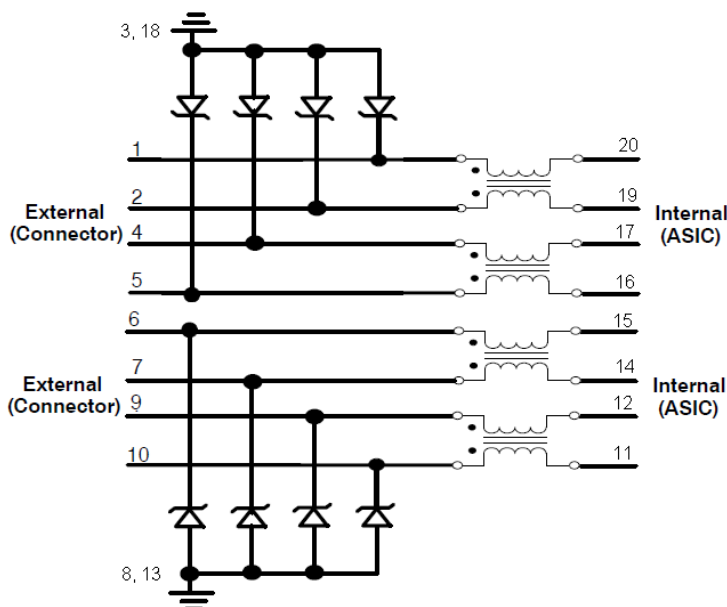 3, 18
1
20
2
19
External
(Connector)
Internal
(ASIC)
4
17
5
16
6
15
7
14
External
(Connector)
Internal
(ASIC)
9
12
10
11
8, 13